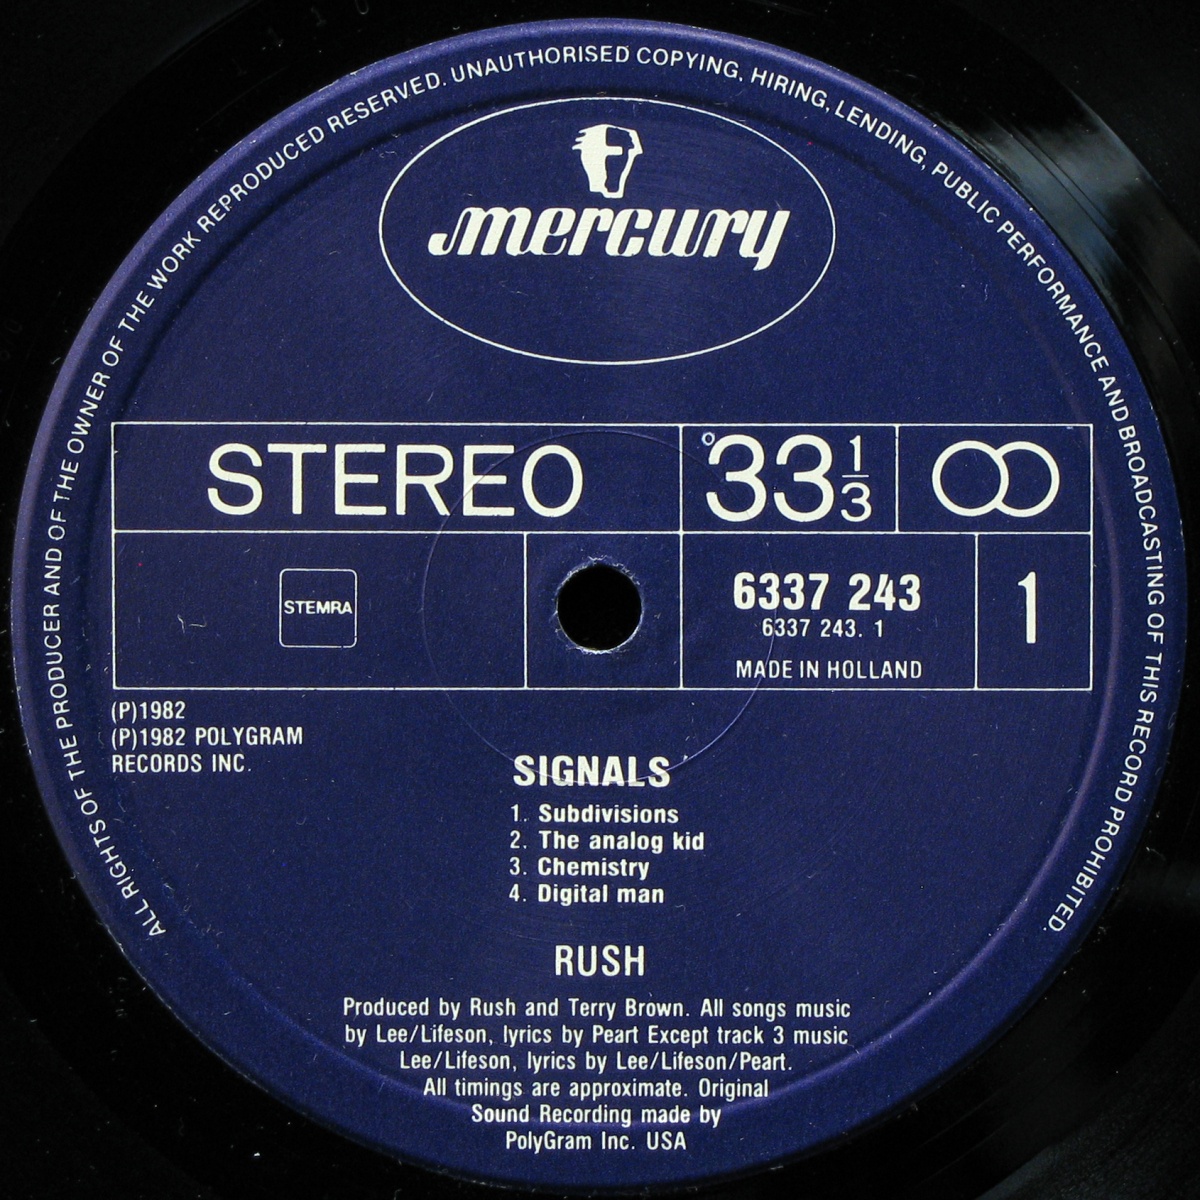 ALL RIGHTS OF THE PRODUCER AND OF THE OWNER OF THE WORK REPRODUCED RESERVED. UNAUTHORISED COPYING, HIRING, LENDING, PUBLIC PERFORMANCE AND BROADCASTING OF THIS RECORD PROHIBITED.
mercury
STEREO
33 1/3
STEMRA
6337 243
6337 243. 1
MADE IN HOLLAND
1
(P)1982
(P)1982 POLYGRAM
RECORDS INC.
SIGNALS
1. Subdivisions
2. The analog kid
3. Chemistry
4. Digital man
RUSH
Produced by Rush and Terry Brown. All songs music
by Lee/Lifeson, lyrics by Peart Except track 3 music
Lee/Lifeson, lyrics by Lee/Lifeson/Peart.
All timings are approximate. Original
Sound Recording made by
PolyGram Inc. USA